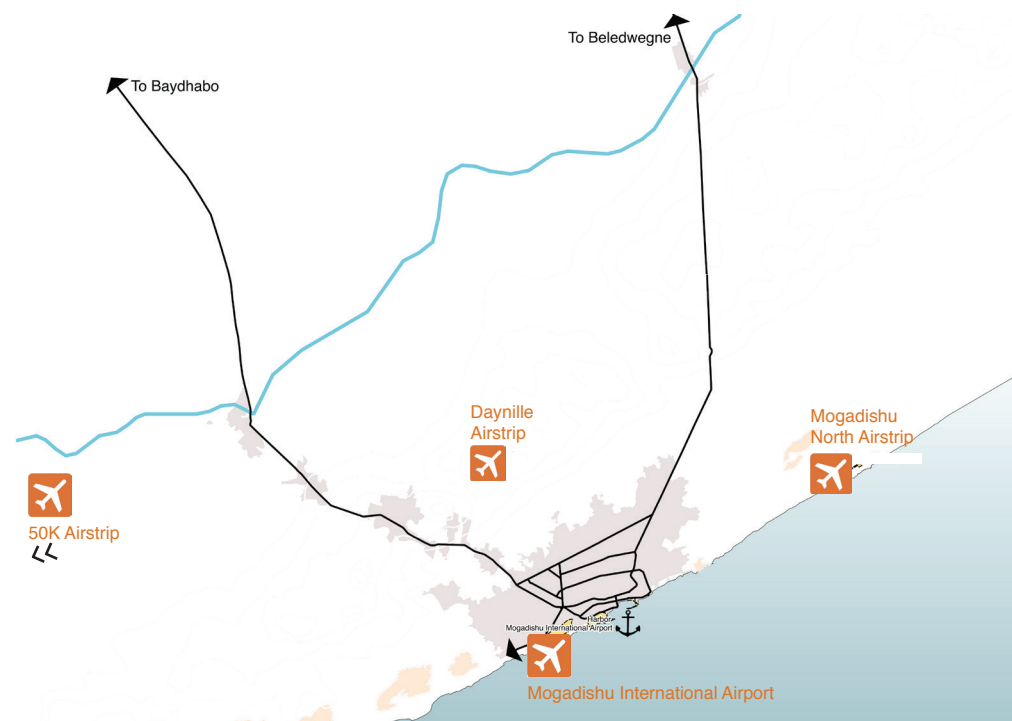 To Beledwegne
To Baydhabo
Daynille
Airstrip
Mogadishu
North Airstrip
50K Airstrip
Harbor
Mogadishu International Airport
Mogadishu International Airport